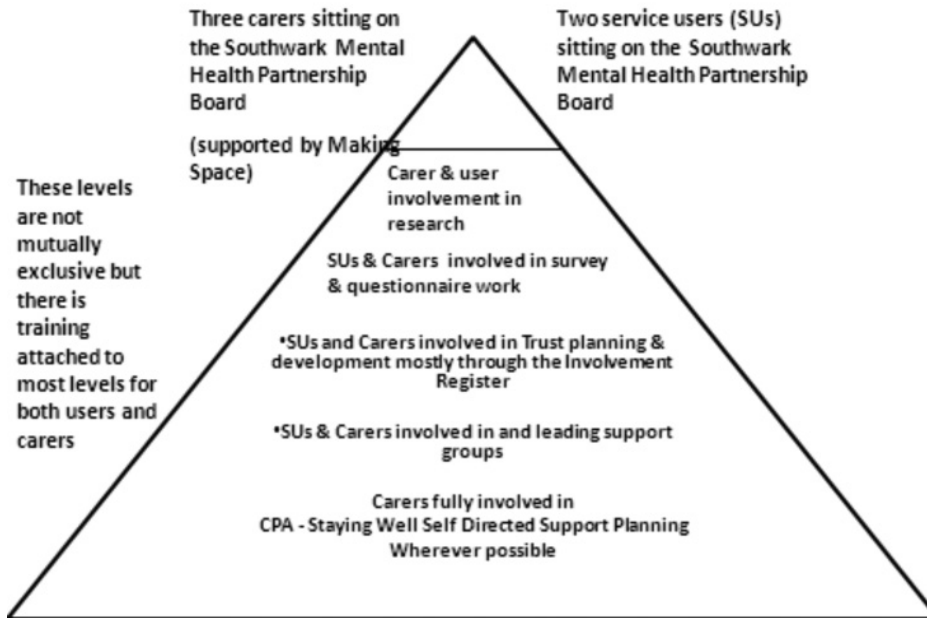 Three carers sitting on
the Southwark Mental
Health Partnership
Board
(supported by Making
Space)
Two service users (SUs)
sitting on the Southwark
Mental Health Partnership
Board
These levels
are not
mutually
exclusive but
there is
training
attached to
most levels for
both users and
carers
Carer & user
involvement in
research
SUs & Carers involved in survey
& questionnaire work
•SUs and Carers involved in Trust planning &
development mostly through the Involvement
Register
•SUs & Carers involved in and leading support
groups
Carers fully involved in
CPA - Staying Well Self Directed Support Planning
Wherever possible